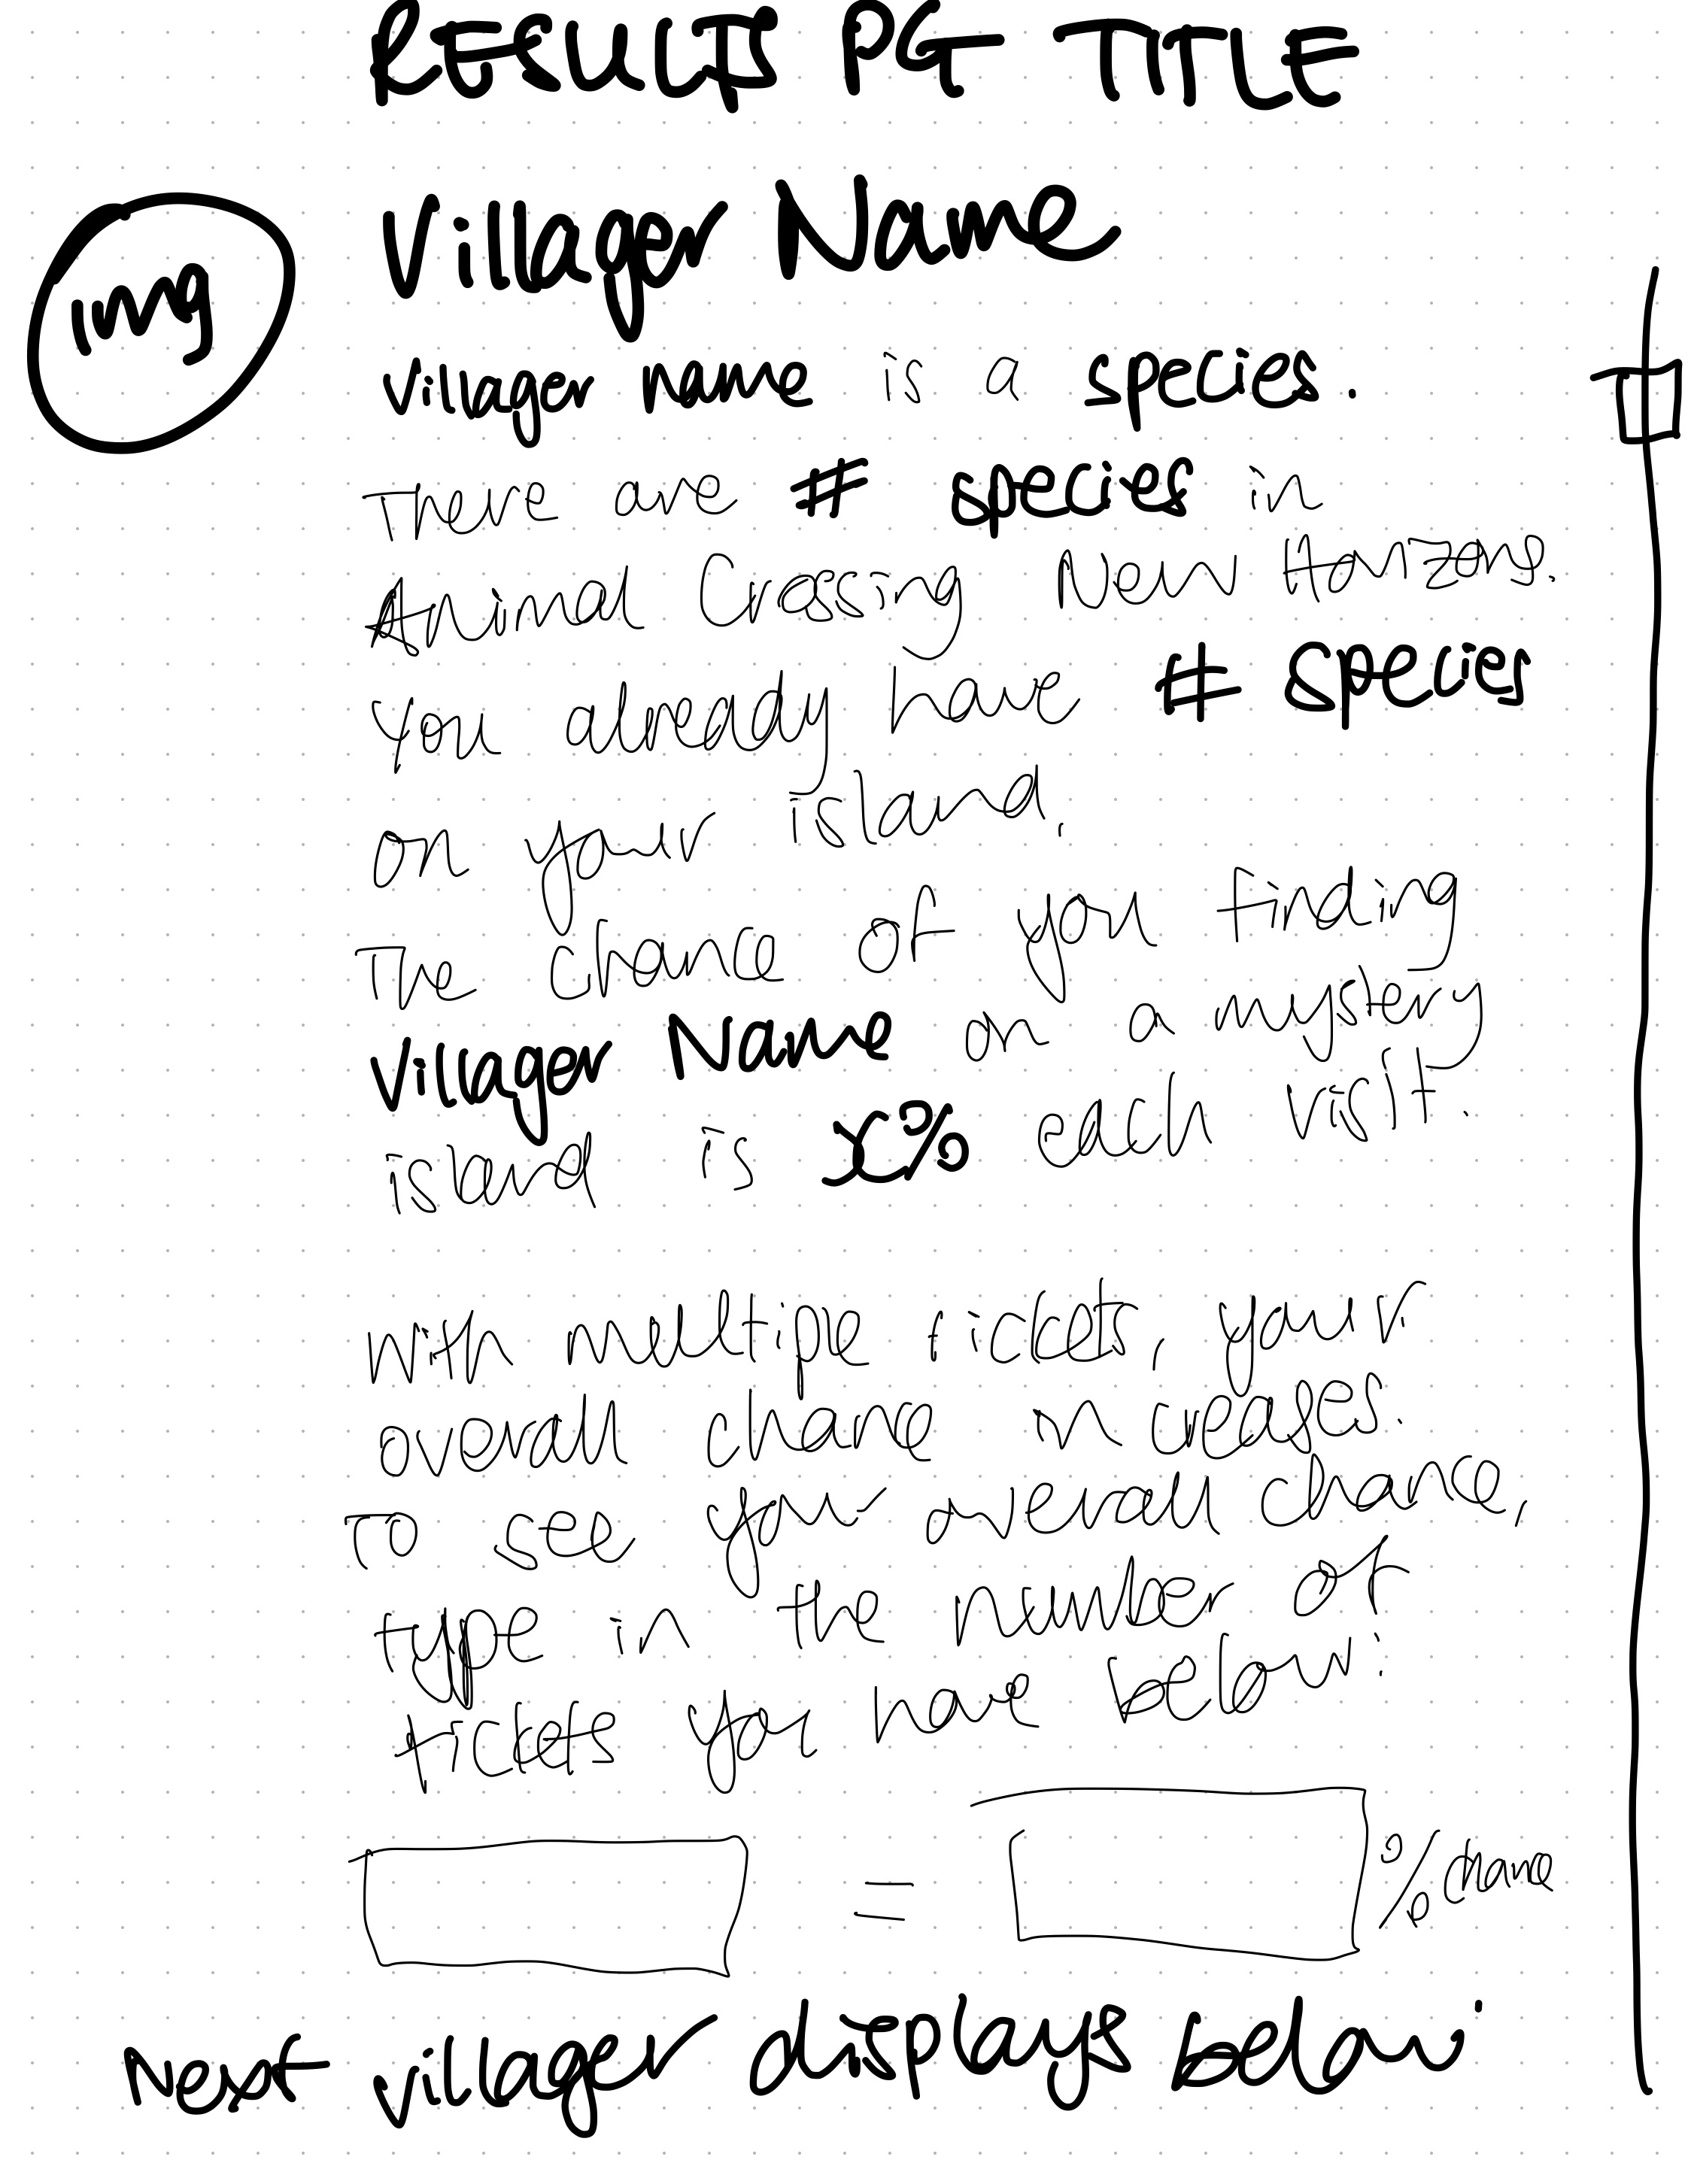 RESULTS PG TITLE
img
Villager Name
Villager name is a species.
There are # species in
Animal Crossing New Horizons.
You already have # species
on your island.
The chance of you finding
Villager Name on a mystery
island is x% each visit.
With multipe tickets, your
overall chance increases.
To see your overall chance,
type in the number of
tickets you have below:
= % chance
Next villager displays below